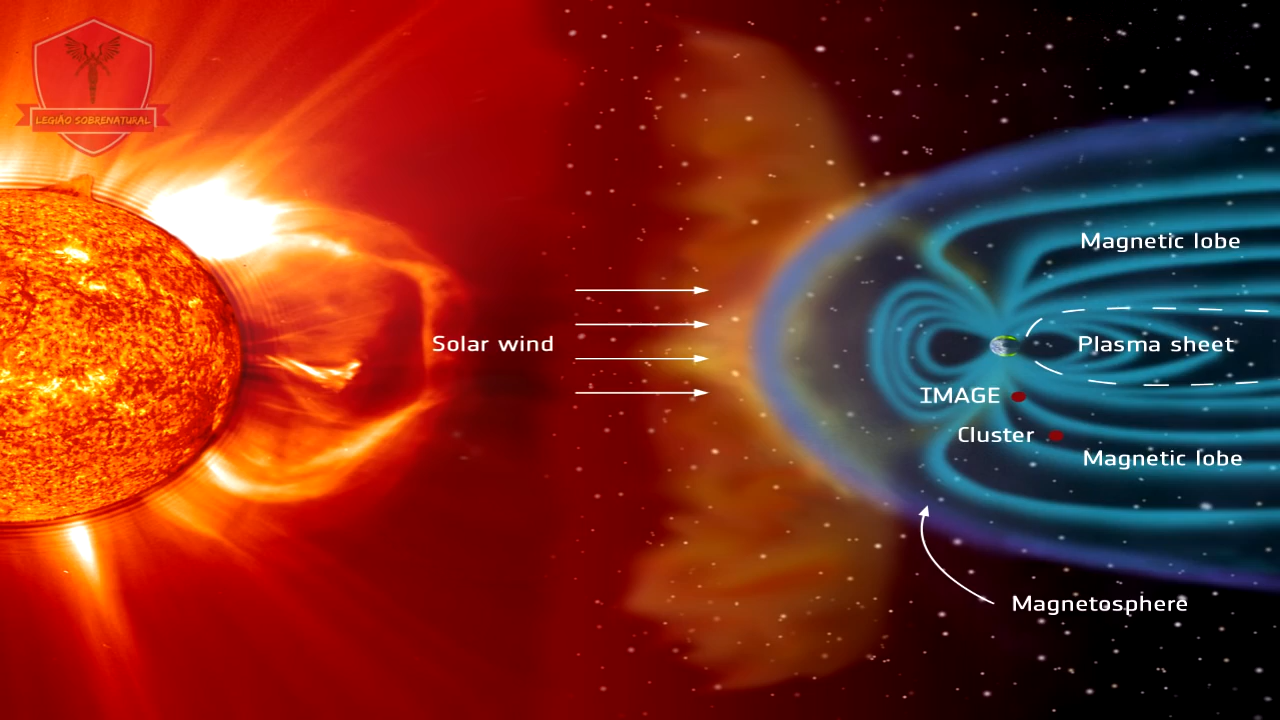 LEGIÃO SOBRENATURAL
Magnetic lobe
Solar wind
Plasma sheet
IMAGE
Cluster
Magnetic lobe
Magnetosphere